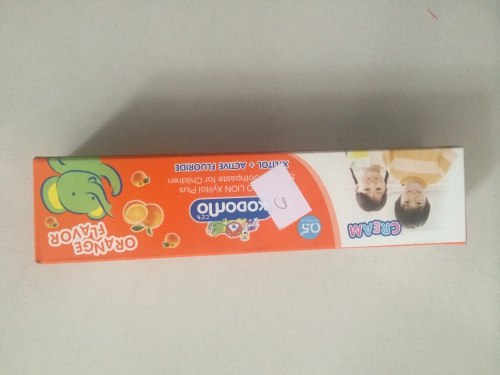 CREAM
0.5
KODOMO
LION Xylitol Plus
Toothpaste for Children
XYLITOL + ACTIVE FLUORIDE
ORANGE
FLAVOR